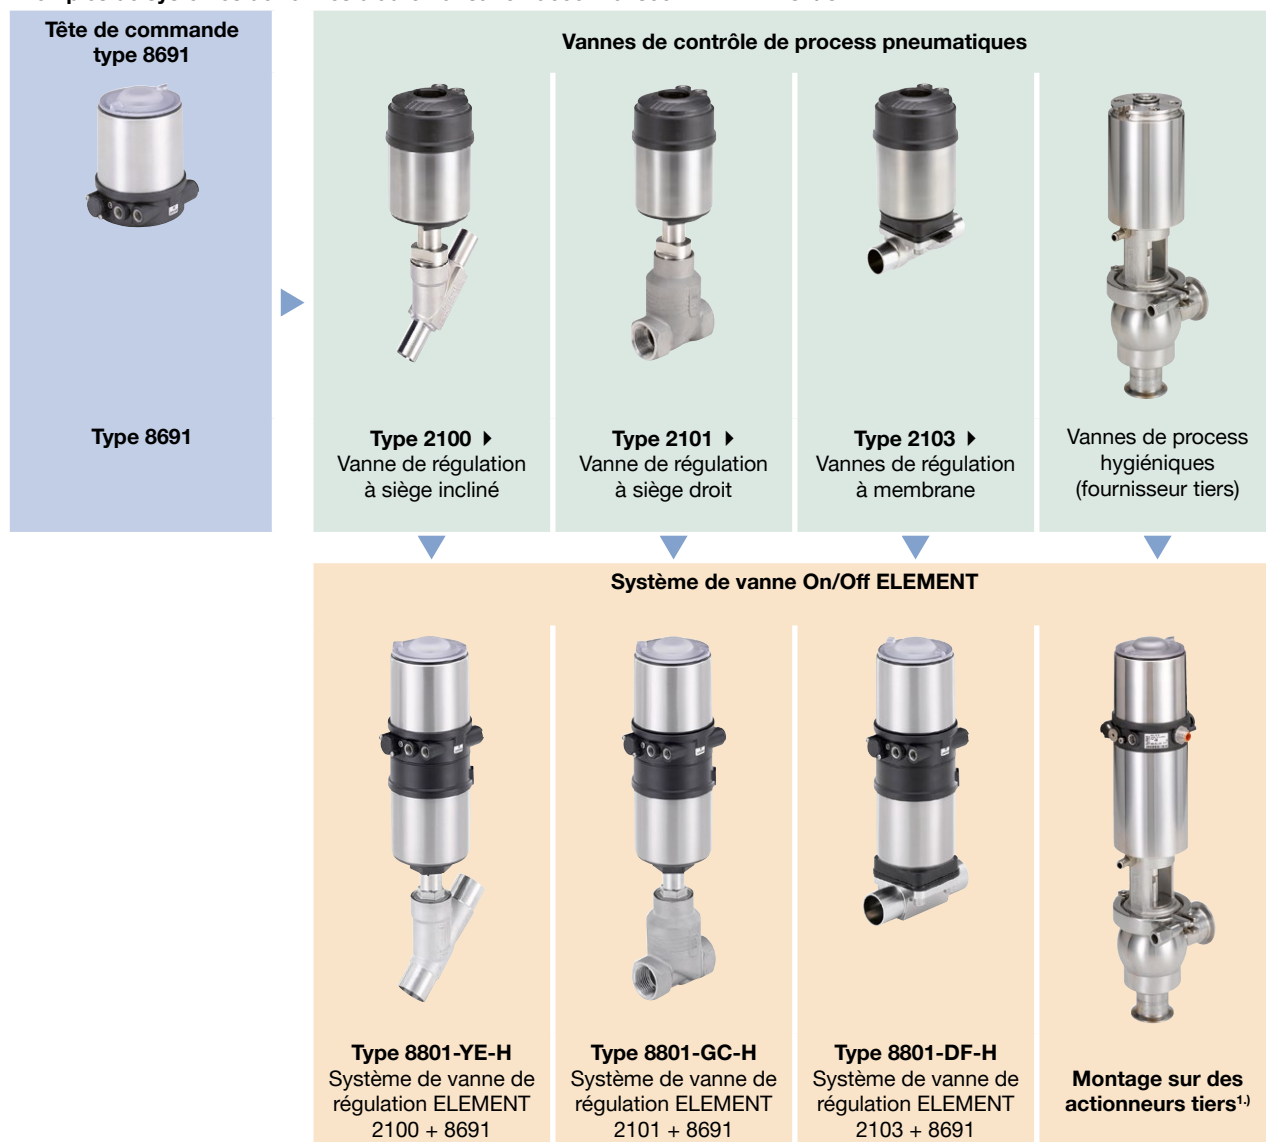 Tête de commande
type 8691
Vannes de contrôle de process pneumatiques
Type 8691
Type 2100
Vanne de régulation
à siège incliné
Type 2101
Vanne de régulation
à siège droit
Type 2103
Vannes de régulation
à membrane
Vannes de process
hygiéniques
(fournisseur tiers)
Système de vanne On/Off ELEMENT
Type 8801-YE-H
Système de vanne de
régulation ELEMENT
2100 + 8691
Type 8801-GC-H
Système de vanne de
régulation ELEMENT
2101 + 8691
Type 8801-DF-H
Système de vanne de
régulation ELEMENT
2103 + 8691
Montage sur des
actionneurs tiers1.)